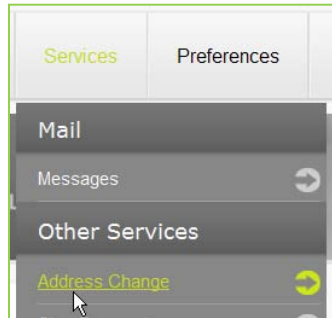 Services Preferences
Mail
Messages
Other Services
Address Change